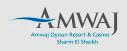 AMWAJ
Amwaj Oyoun Resort & Casino
Sharm El Sheikh